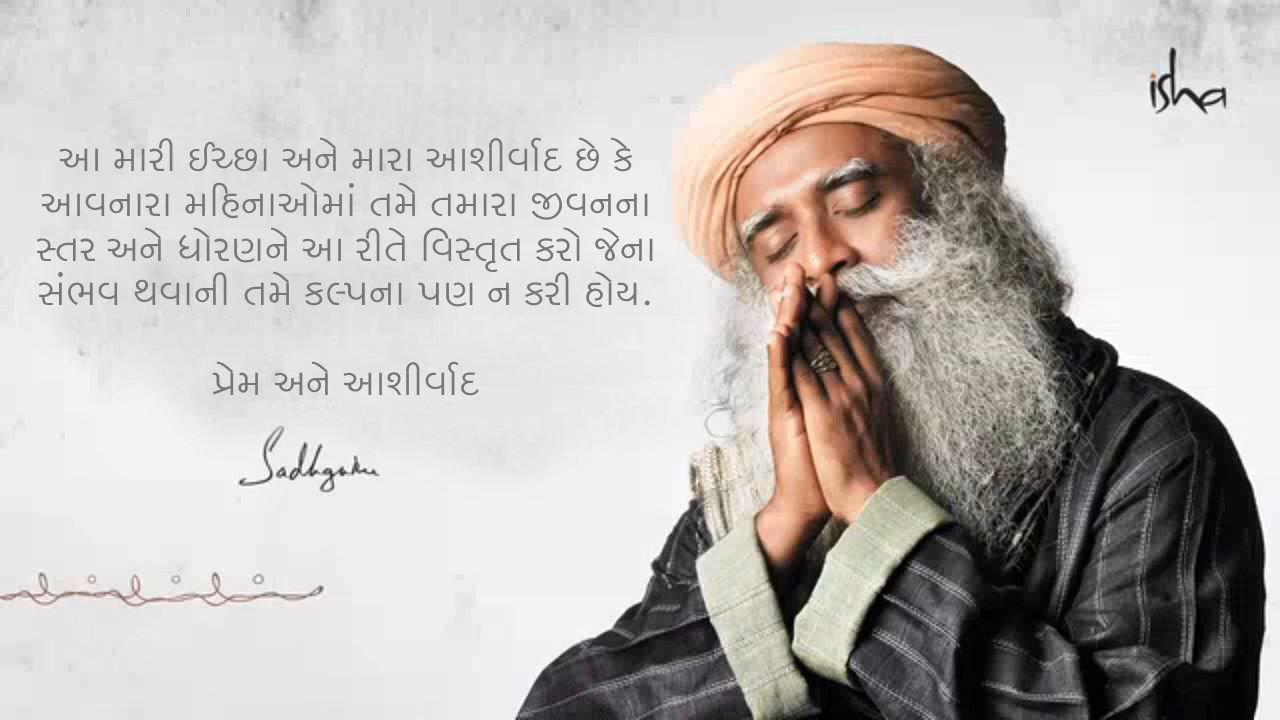 isha
આ મારી ઈચ્છા અને મારા આશીર્વાદ છે કે
આવનારા મહિનાઓમાં તમે તમારા જીવનના
સ્તર અને ધોરણને આ રીતે વિસ્તૃત કરો જેના
સંભવ થવાની તમે કલ્પના પણ ન કરી હોય.
પ્રેમ અને આશીર્વાદ
Sadhguru